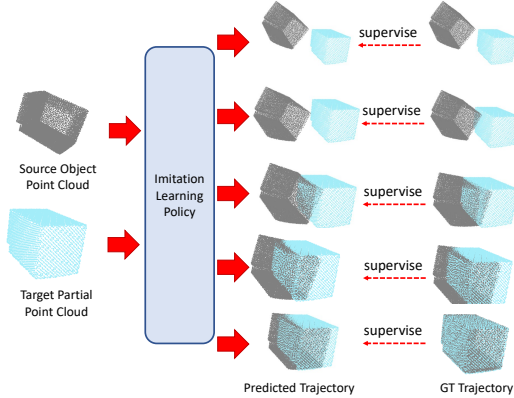 supervise
supervise
Source Object
Point Cloud
Imitation
Learning
Policy
supervise
Target Partial
Point Cloud
supervise
supervise
Predicted Trajectory
GT Trajectory